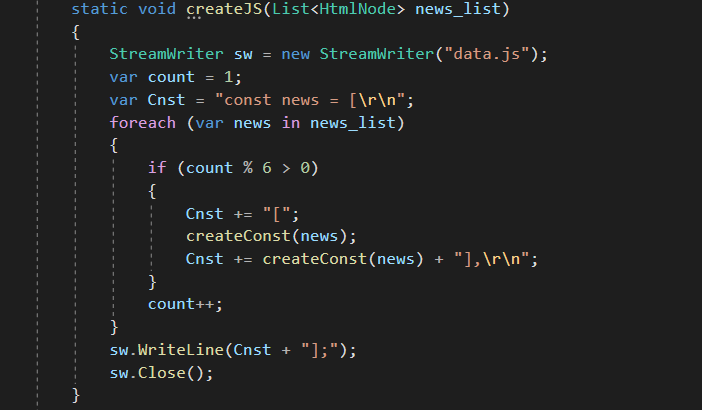 static void createJS(List<HtmlNode> news_list)
{
StreamWriter sw = new StreamWriter("data.js");
var count = 1;
var Cnst = "const news = [\r\n";
foreach (var news in news_list)
{
if (count % 6 > 0)
{
Cnst += "[";
createConst(news);
Cnst += createConst(news) + "],\r\n";
}
count++;
}
sw.WriteLine(Cnst + "];");
sw.Close();
}